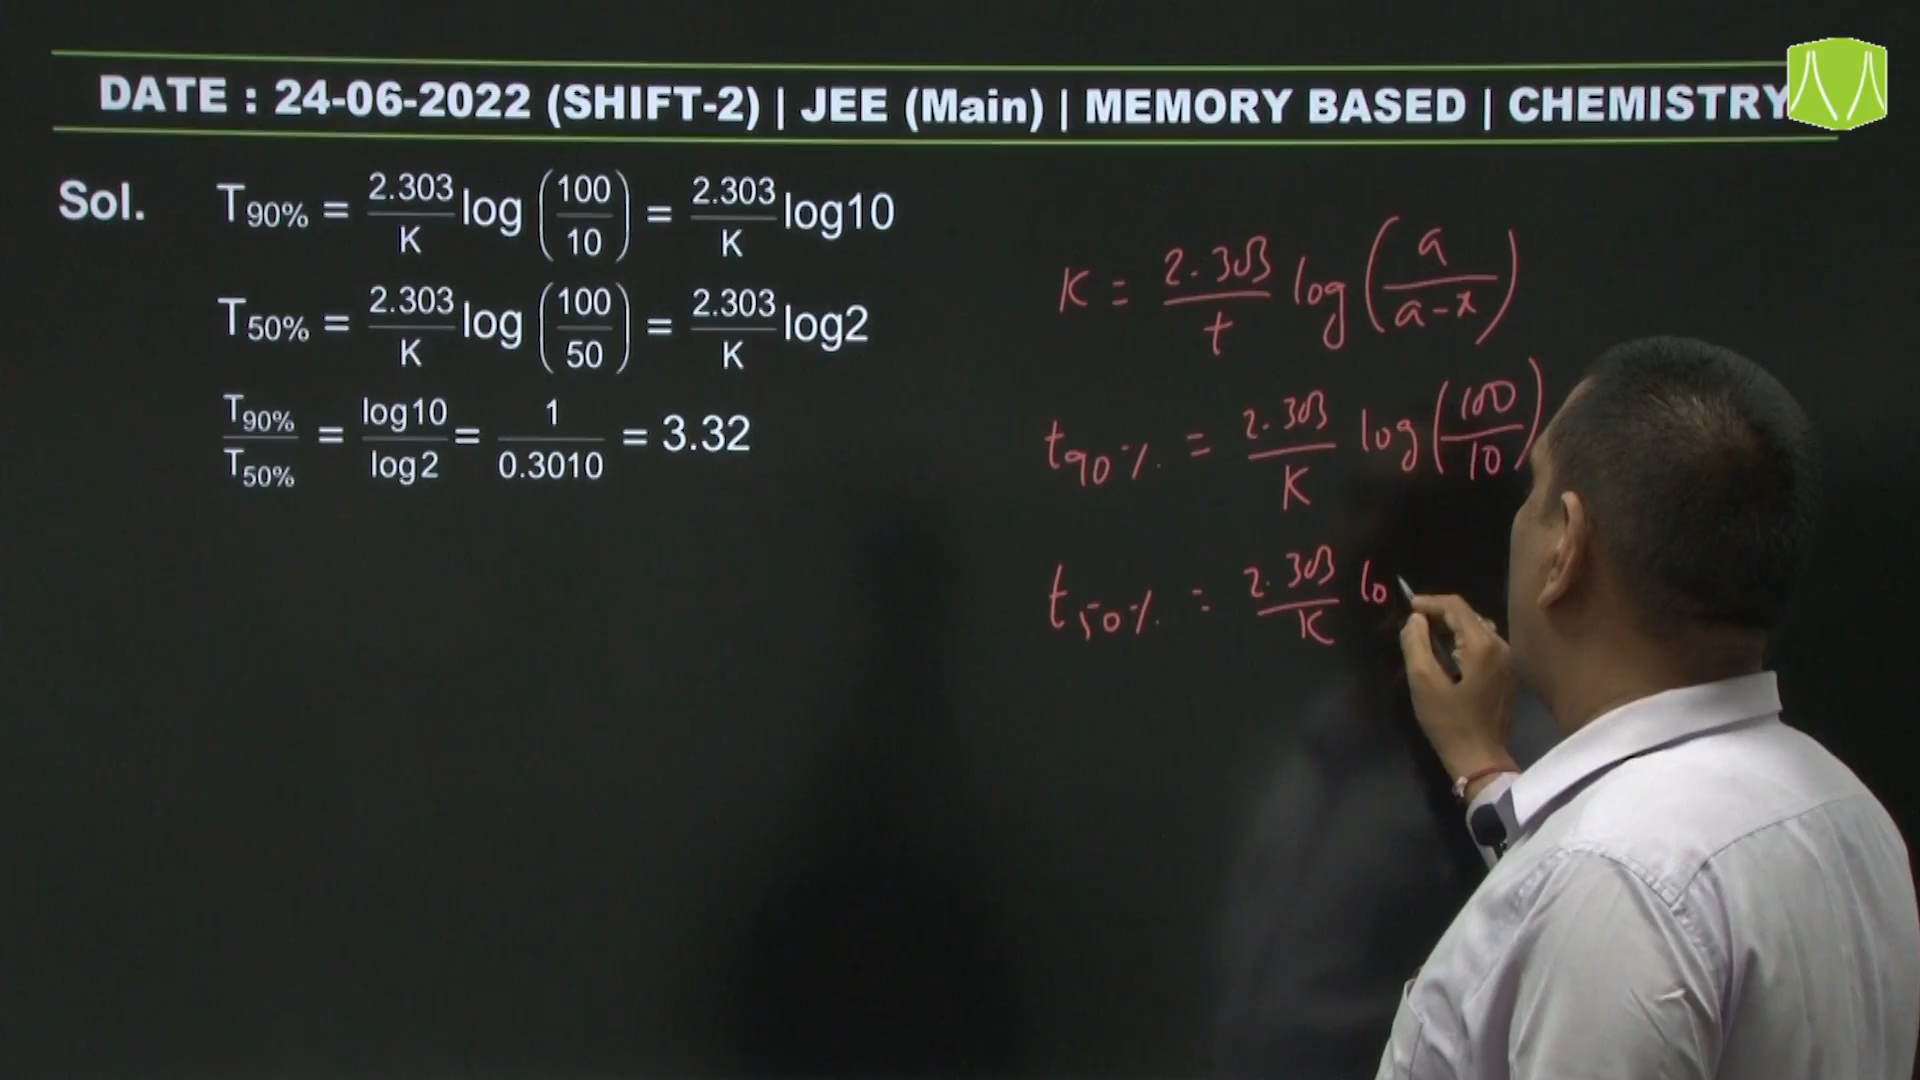 DATE : 24-06-2022 (SHIFT-2) | JEE (Main) | MEMORY BASED | CHEMISTRY
Sol. T90% = 2.303/K log (100/10) = 2.303/K log10
T50% = 2.303/K log (100/50) = 2.303/K log2
T90%/T50% = log10/log2 = 1/0.3010 = 3.32
K = 2.303/t log (a/a-x)
t90% = 2.303/K log (100/10)
t50% = 2.303/K lo